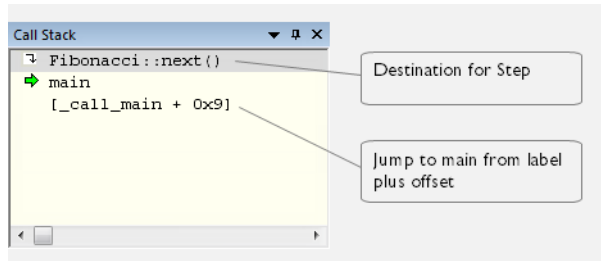 Call Stack
Fibonacci::next()
main
[_call_main + 0x9]
Destination for Step
Jump to main from label
plus offset